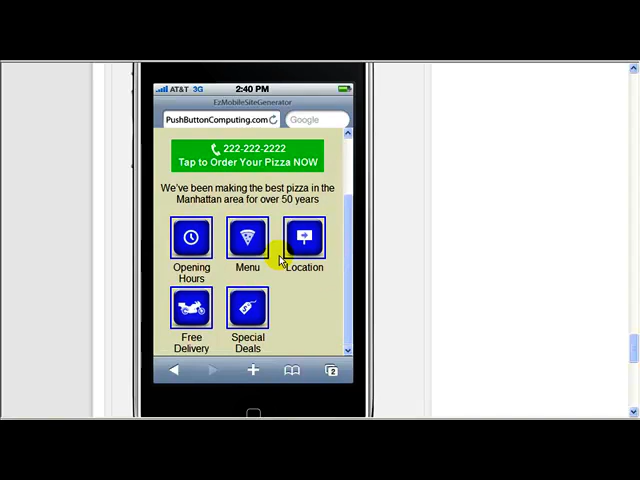 AT&T 3G 2:40 PM
EzMobileSiteGenerator
PushButtonComputing.com Google
222-222-2222
Tap to Order Your Pizza NOW
We've been making the best pizza in the
Manhattan area for over 50 years
Opening
Hours
Menu
Location
Free
Delivery
Special
Deals
2